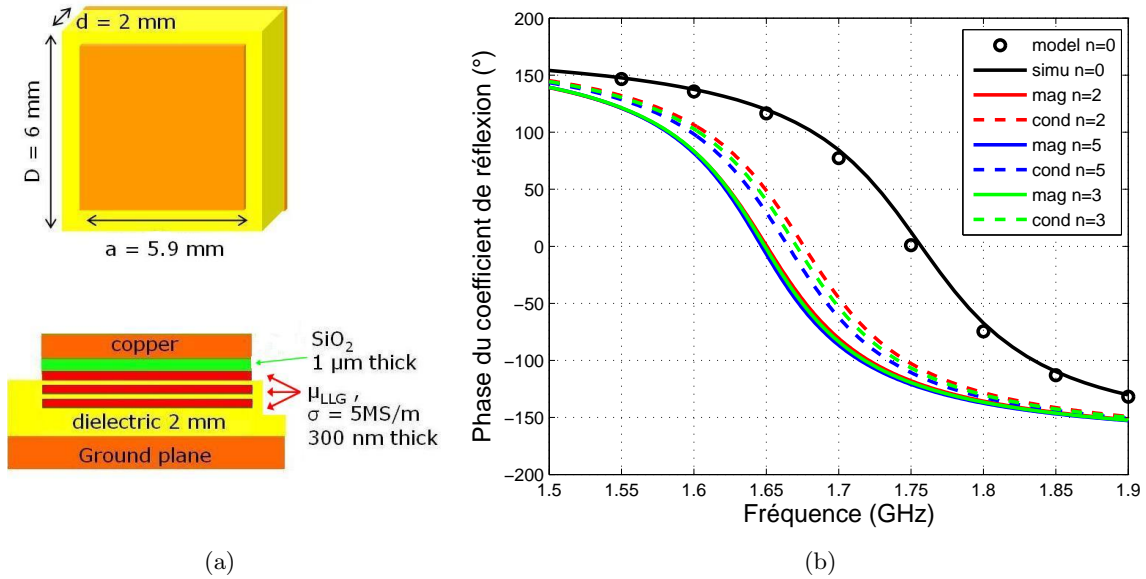 d = 2 mm
D = 6 mm
a = 5.9 mm
copper
SiO2
1 µm thick
µLLG ,
σ = 5MS/m
300 nm thick
dielectric 2 mm
Ground plane
(a)
Phase du coefficient de réflexion (°)
200
150
100
50
0
−50
−100
−150
−200
1.5 1.55 1.6 1.65 1.7 1.75 1.8 1.85 1.9
Fréquence (GHz)
model n=0
simu n=0
mag n=2
cond n=2
mag n=5
cond n=5
mag n=3
cond n=3
(b)